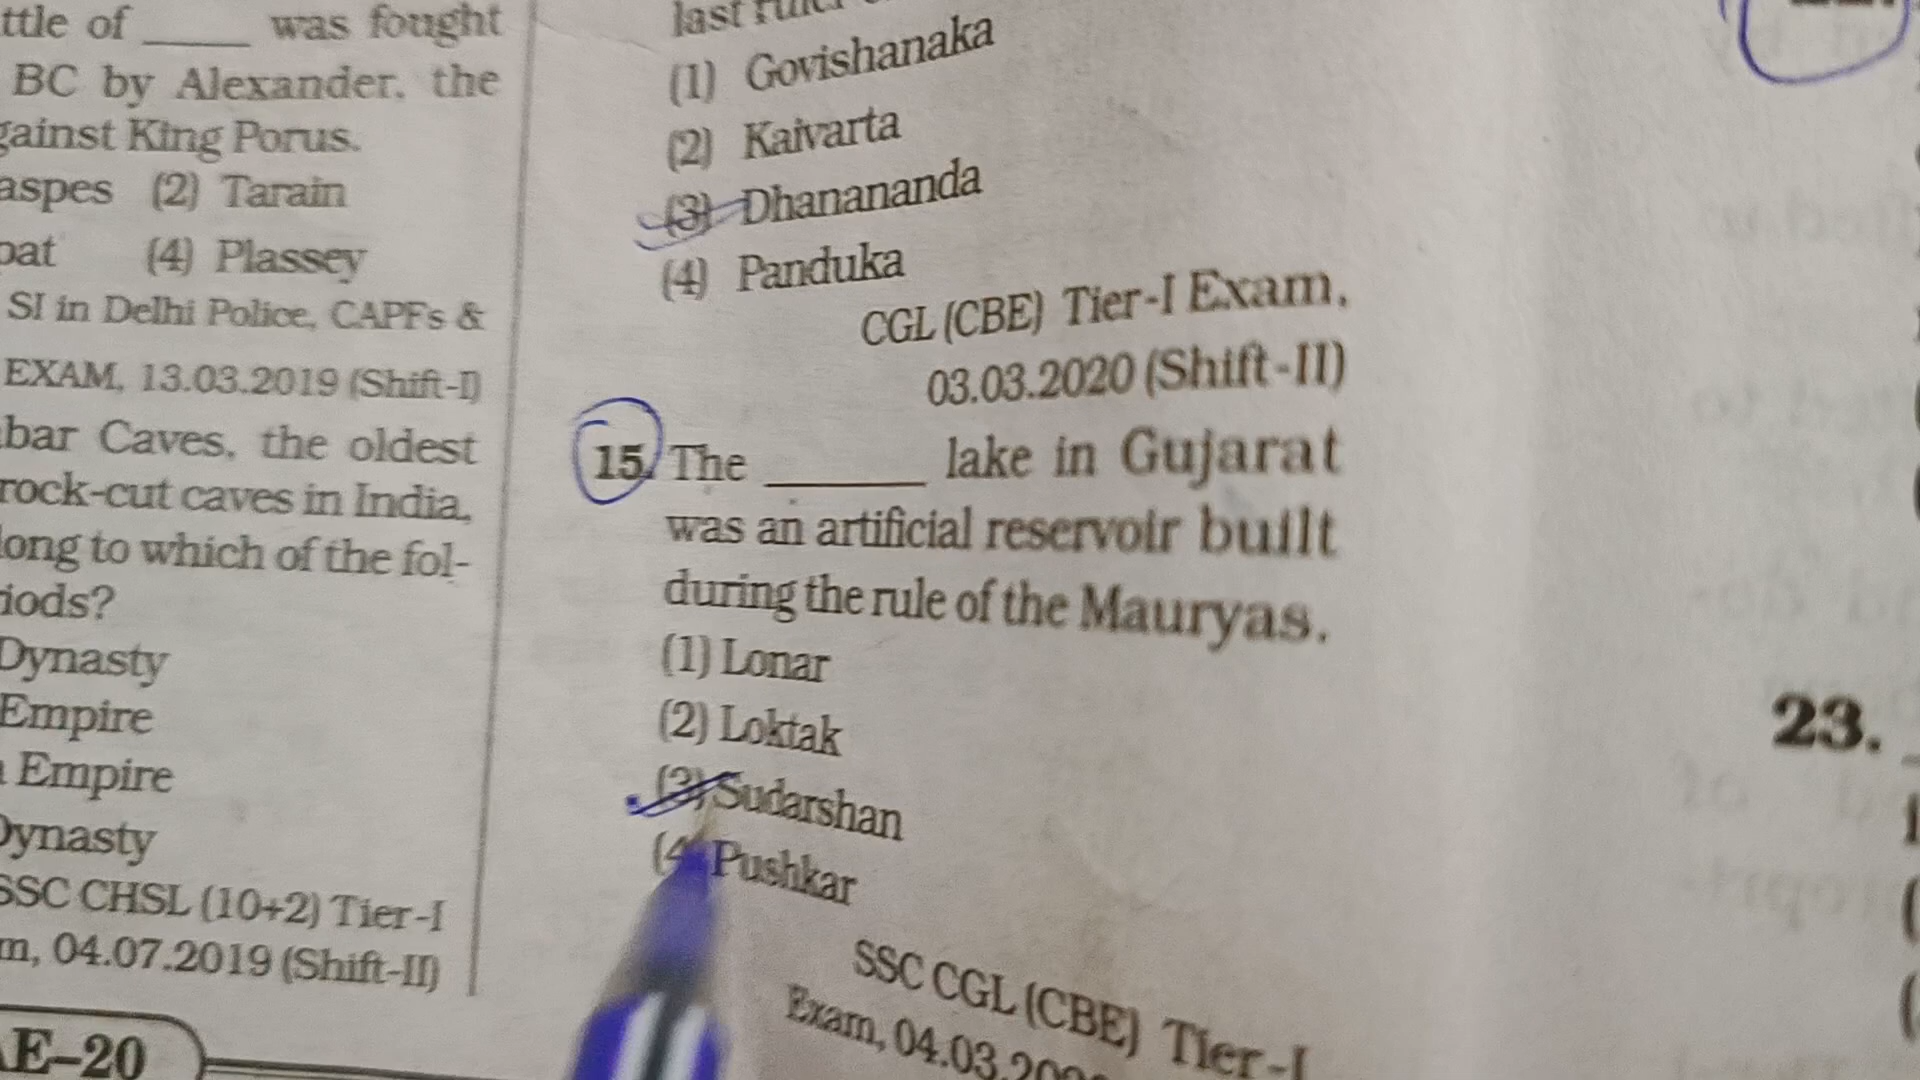 ttle of ______ was fought
BC by Alexander, the
gainst King Porus.
aspes (2) Tarain
pat (4) Plassey
SI in Delhi Police, CAPFs &
EXAM, 13.03.2019 (Shift-I)
bar Caves, the oldest
rock-cut caves in India,
long to which of the fol-
iods?
Dynasty
Empire
Empire
Dynasty
SSC CHSL (10+2) Tier-I
m, 04.07.2019 (Shift-II)
E–20
last
(1) Govishanaka
(2) Kaivarta
(3) Dhanananda
(4) Panduka
CGL (CBE) Tier-I Exam,
03.03.2020 (Shift-II)
15. The ______ lake in Gujarat
was an artificial reservoir built
during the rule of the Mauryas.
(1) Lonar
(2) Loktak
(3) Sudarshan
(4) Pushkar
SSC CGL (CBE) Tier-I
Exam, 04.03.
23.